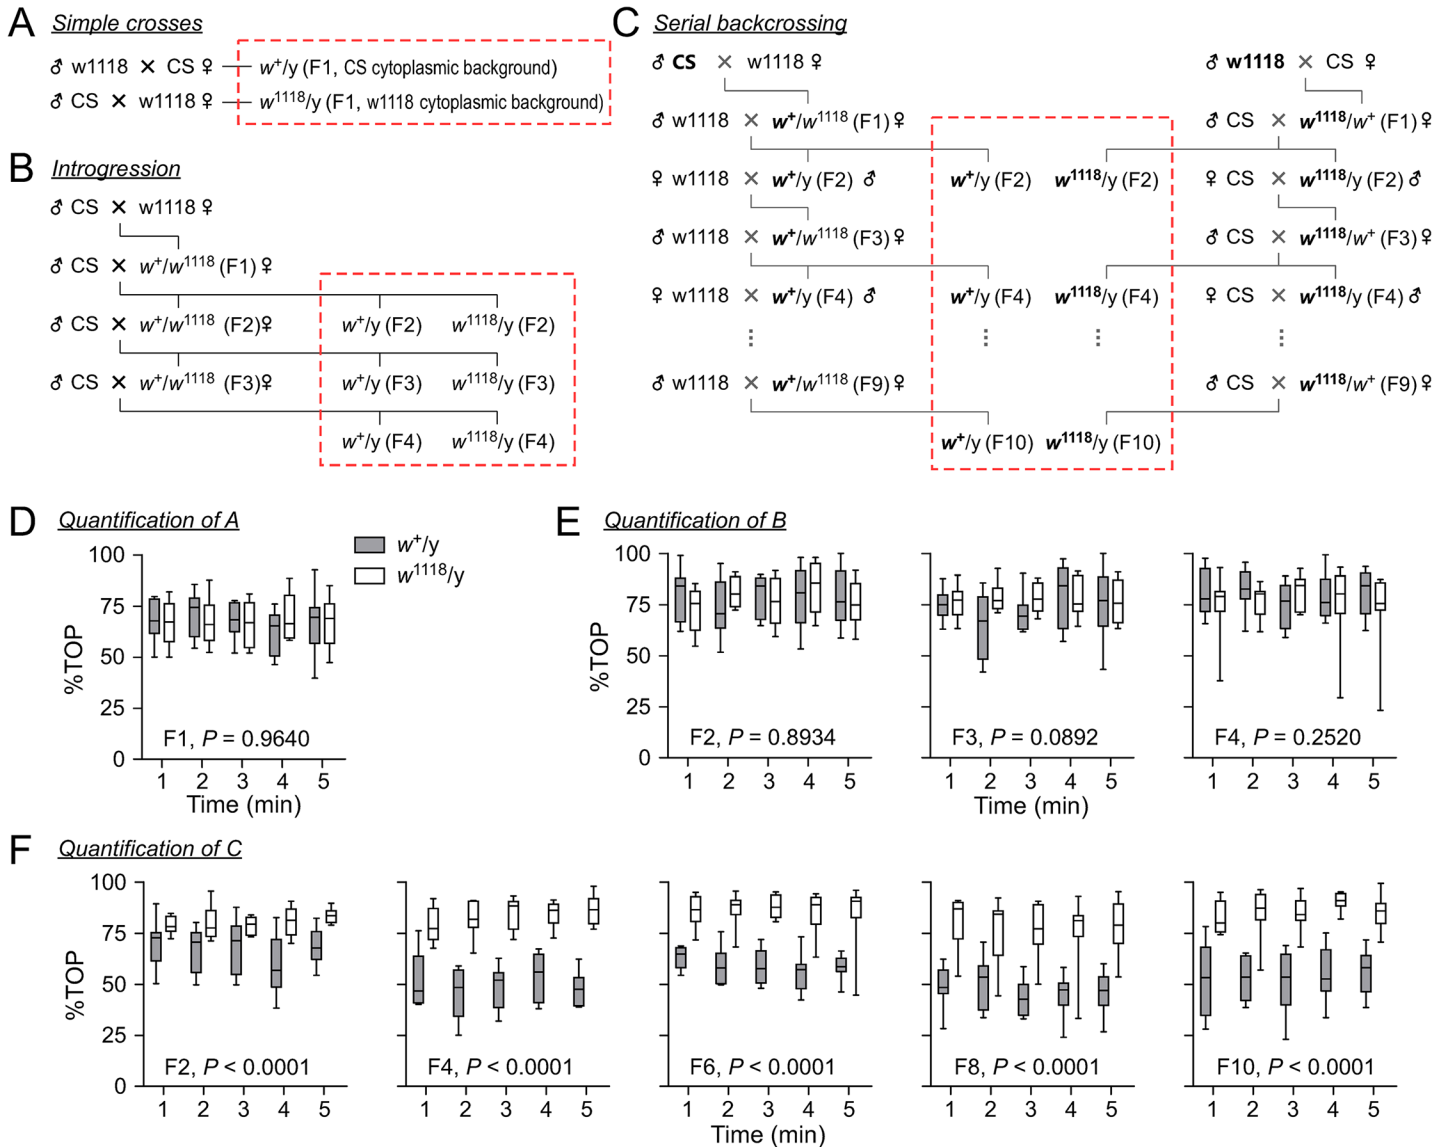 A Simple crosses
♂ w1118 × CS ♀ w⁺/y (F1, CS cytoplasmic background)
♂ CS × w1118 ♀ w¹¹¹⁸/y (F1, w1118 cytoplasmic background)
B Introgression
♂ CS × w1118 ♀
♂ CS × w⁺/w¹¹¹⁸ (F1)♀
♂ CS × w⁺/w¹¹¹⁸ (F2)♀ w⁺/y (F2) w¹¹¹⁸/y (F2)
♂ CS × w⁺/w¹¹¹⁸ (F3)♀ w⁺/y (F3) w¹¹¹⁸/y (F3)
w⁺/y (F4) w¹¹¹⁸/y (F4)
C Serial backcrossing
♂ CS × w1118 ♀ ♂ w1118 × CS ♀
♂ w1118 × w⁺/w¹¹¹⁸ (F1)♀ ♂ CS × w¹¹¹⁸/w⁺ (F1)♀
♀ w1118 × w⁺/y (F2) ♂ w⁺/y (F2) w¹¹¹⁸/y (F2) ♀ CS × w¹¹¹⁸/y (F2)♂
♂ w1118 × w⁺/w¹¹¹⁸ (F3)♀ ♂ CS × w¹¹¹⁸/w⁺ (F3)♀
♀ w1118 × w⁺/y (F4) ♂ w⁺/y (F4) w¹¹¹⁸/y (F4) ♀ CS × w¹¹¹⁸/y (F4)♂
⋮ ⋮ ⋮ ⋮
♂ w1118 × w⁺/w¹¹¹⁸ (F9)♀ ♂ CS × w¹¹¹⁸/w⁺ (F9)♀
w⁺/y (F10) w¹¹¹⁸/y (F10)
D Quantification of A
w⁺/y
w¹¹¹⁸/y
%TOP
100
75
50
25
0
F1, P = 0.9640
1 2 3 4 5
Time (min)
E Quantification of B
%TOP
100
75
50
25
0
F2, P = 0.8934 F3, P = 0.0892 F4, P = 0.2520
1 2 3 4 5 1 2 3 4 5 1 2 3 4 5
Time (min)
F Quantification of C
%TOP
100
75
50
25
0
F2, P < 0.0001 F4, P < 0.0001 F6, P < 0.0001 F8, P < 0.0001 F10, P < 0.0001
1 2 3 4 5 1 2 3 4 5 1 2 3 4 5 1 2 3 4 5 1 2 3 4 5
Time (min)